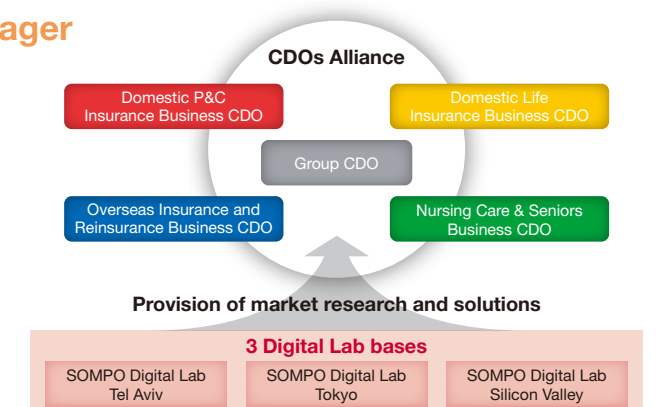 ager
CDOs Alliance
Domestic P&C
Insurance Business CDO
Domestic Life
Insurance Business CDO
Group CDO
Overseas Insurance and
Reinsurance Business CDO
Nursing Care & Seniors
Business CDO
Provision of market research and solutions
3 Digital Lab bases
SOMPO Digital Lab
Tel Aviv
SOMPO Digital Lab
Tokyo
SOMPO Digital Lab
Silicon Valley